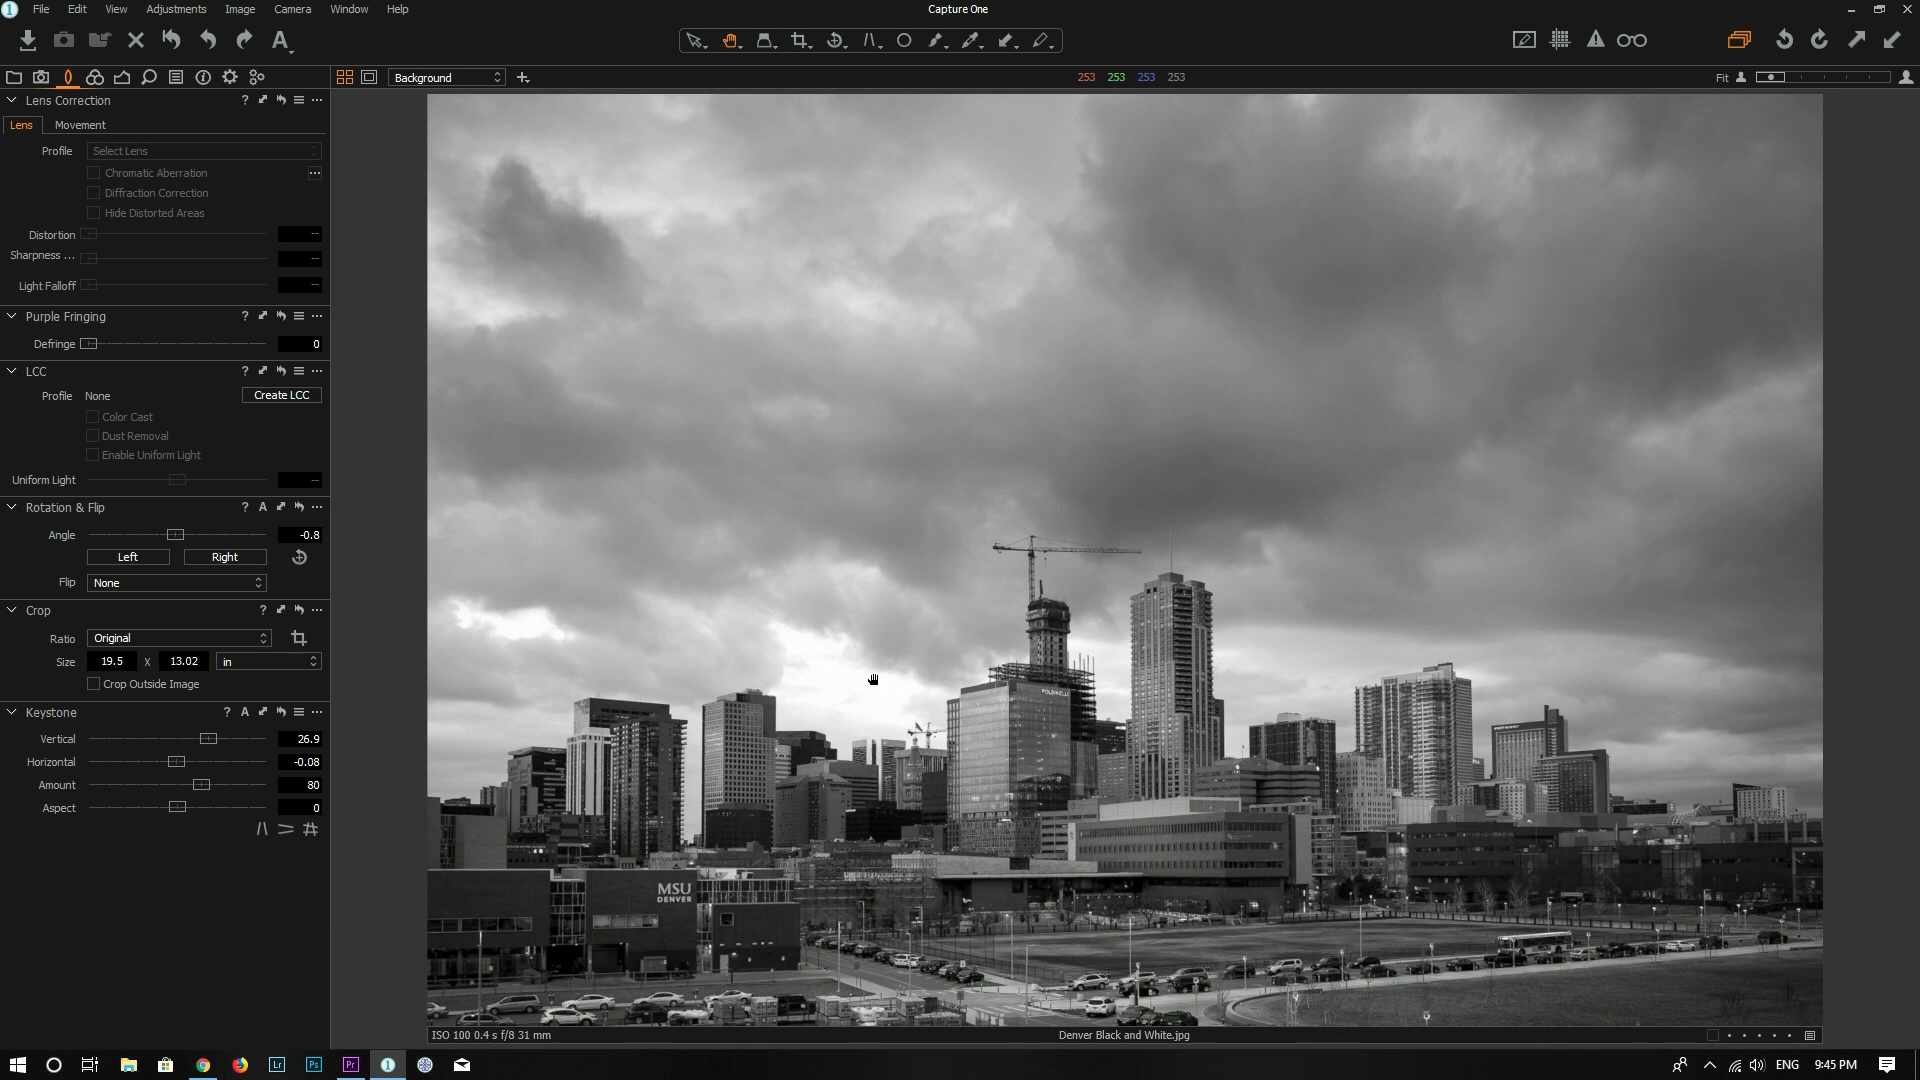 File Edit View Adjustments Image Camera Window Help
Capture One
A
Background
253 253 253 253
Fit
Lens Correction
?
Lens Movement
Profile Select Lens
Chromatic Aberration
Diffraction Correction
Hide Distorted Areas
Distortion --
Sharpness ... --
Light Falloff --
Purple Fringing ?
Defringe 0
LCC ?
Profile None Create LCC
Color Cast
Dust Removal
Enable Uniform Light
Uniform Light --
Rotation & Flip ? A
Angle -0.8
Left Right
Flip None
Crop ?
Ratio Original
Size 19.5 X 13.02 in
Crop Outside Image
Keystone ? A
Vertical 26.9
Horizontal -0.08
Amount 80
Aspect 0
POLSINELLI
MSU
DENVER
ISO 100 0.4 s f/8 31 mm
Denver Black and White.jpg
Lr Ps Pr 1
ENG 9:45 PM